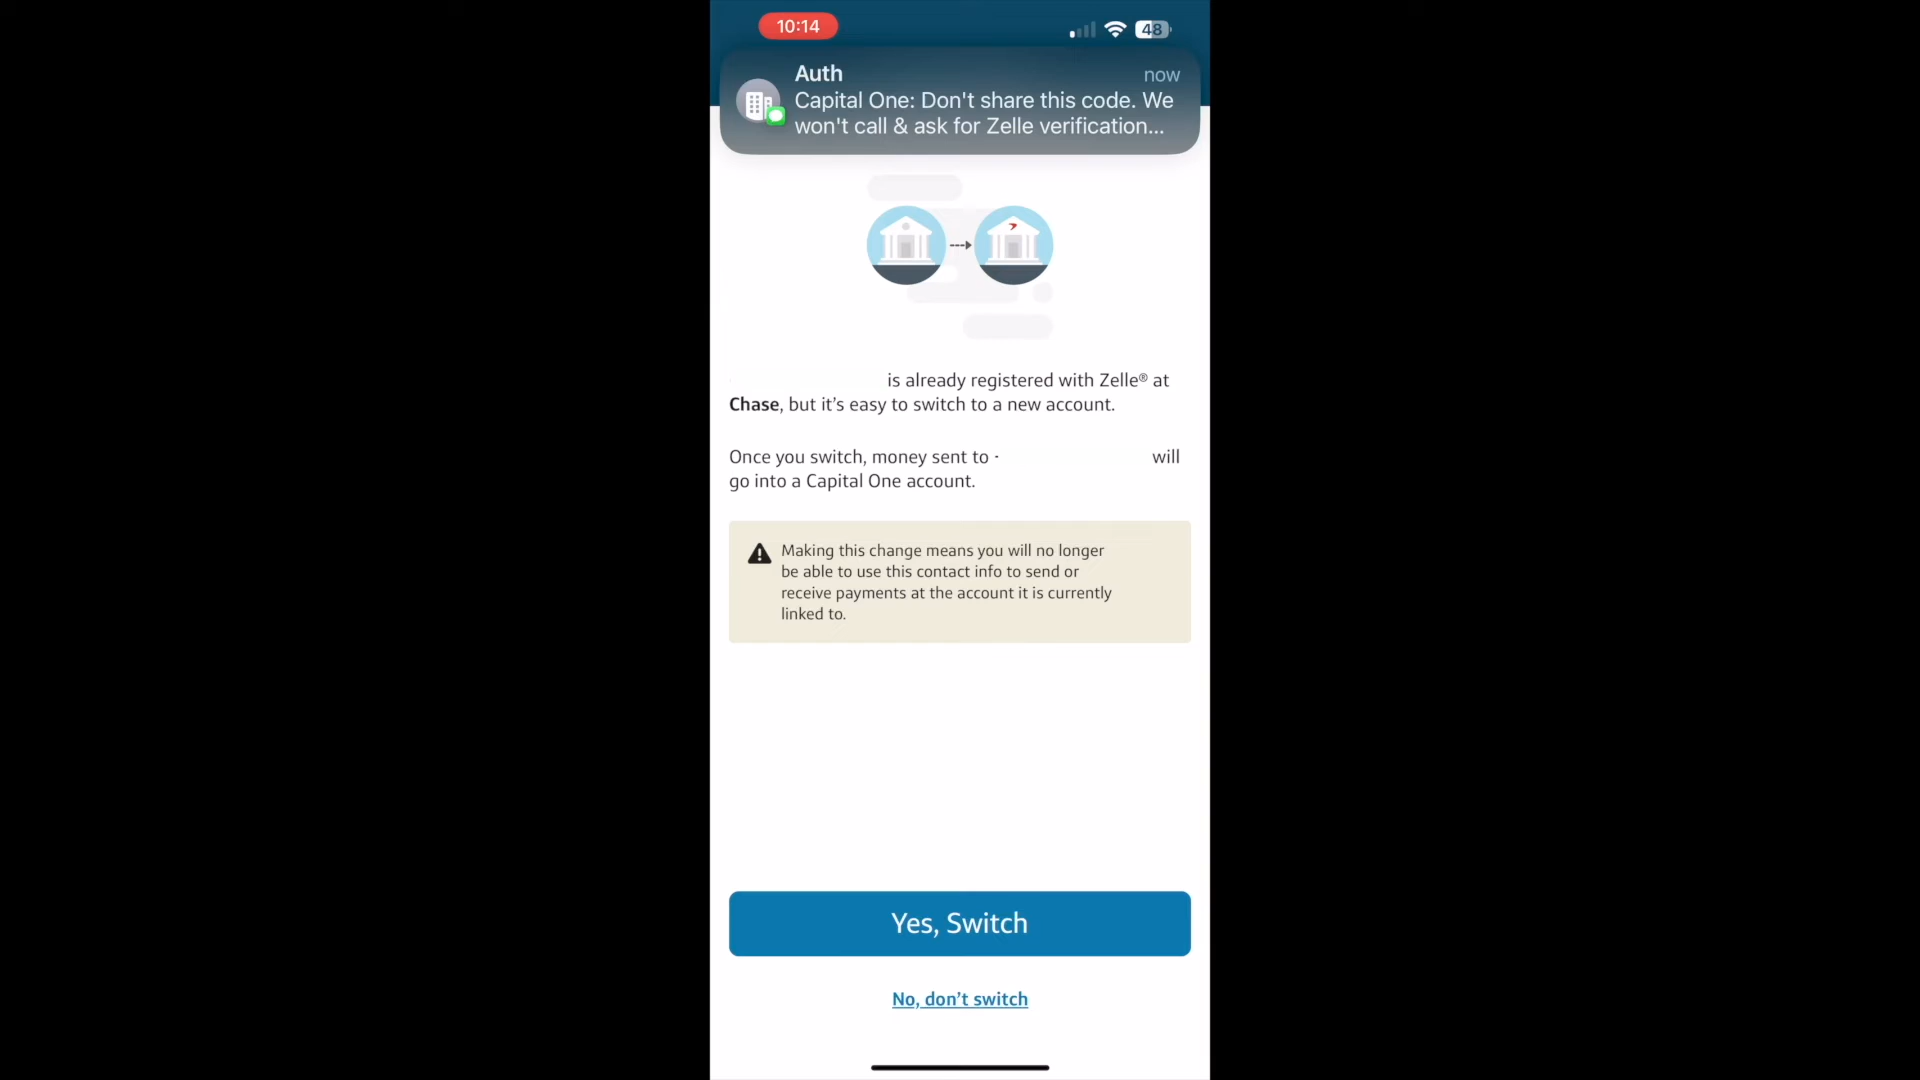 10:14
48
Auth
now
Capital One: Don't share this code. We
won't call & ask for Zelle verification...
is already registered with Zelle® at
Chase, but it’s easy to switch to a new account.
Once you switch, money sent to
will
go into a Capital One account.
Making this change means you will no longer
be able to use this contact info to send or
receive payments at the account it is currently
linked to.
Yes, Switch
No, don’t switch